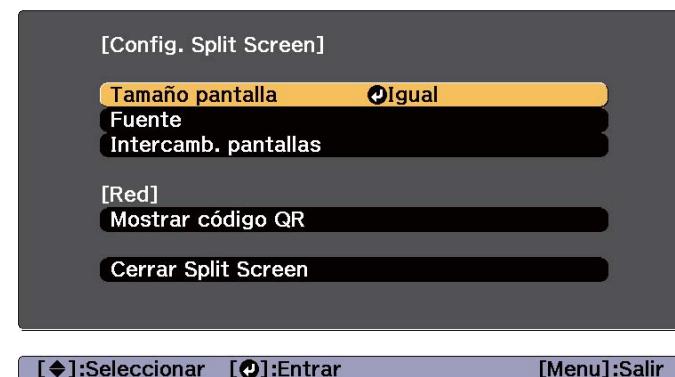 [Config. Split Screen]
Tamaño pantalla Igual
Fuente
Intercamb. pantallas
[Red]
Mostrar código QR
Cerrar Split Screen
[ ]:Seleccionar [ ]:Entrar [Menu]:Salir